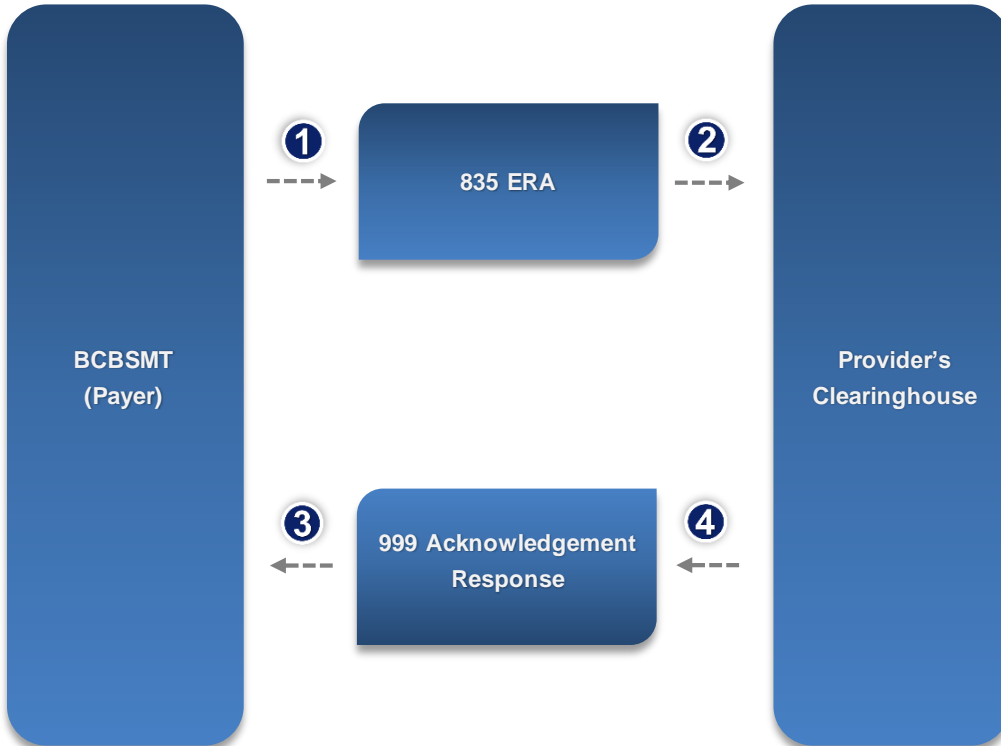 1
2
835 ERA
BCBSMT
(Payer)
Provider’s
Clearinghouse
3
4
999 Acknowledgement
Response